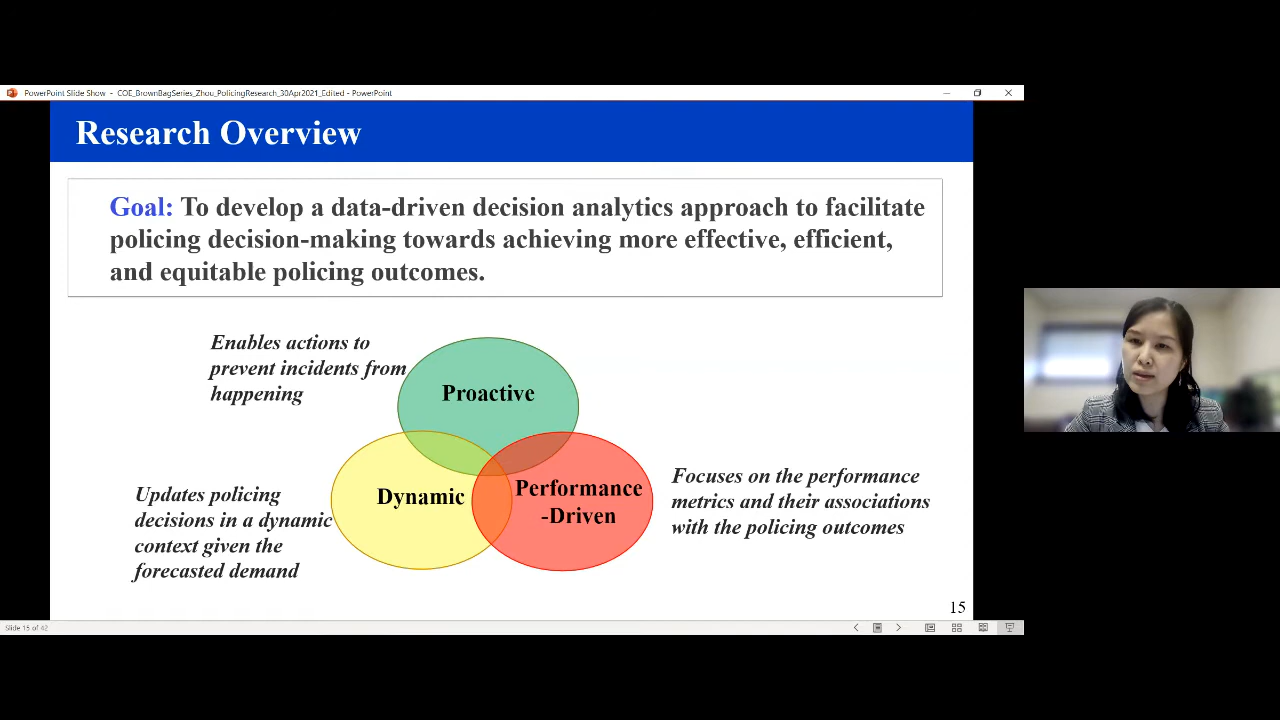 PowerPoint Slide Show - COE_BrownBagSeries_Zhou_PolicingResearch_30Apr2021_Edited - PowerPoint
Research Overview
Goal: To develop a data-driven decision analytics approach to facilitate
policing decision-making towards achieving more effective, efficient,
and equitable policing outcomes.
Enables actions to
prevent incidents from
happening
Proactive
Dynamic
Performance
-Driven
Updates policing
decisions in a dynamic
context given the
forecasted demand
Focuses on the performance
metrics and their associations
with the policing outcomes
15
Slide 15 of 42